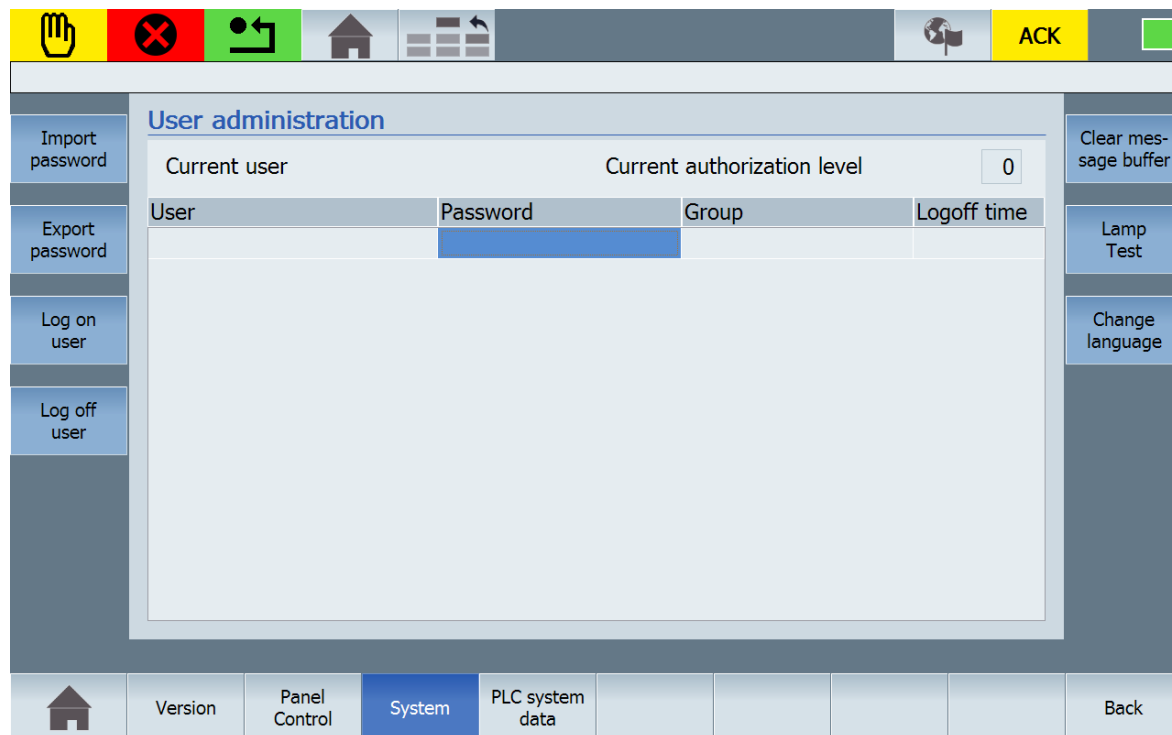 ACK
User administration
Import
password
Current user
Current authorization level
0
Clear mes-
sage buffer
User
Password
Group
Logoff time
Export
password
Lamp
Test
Log on
user
Change
language
Log off
user
Version
Panel
Control
System
PLC system
data
Back